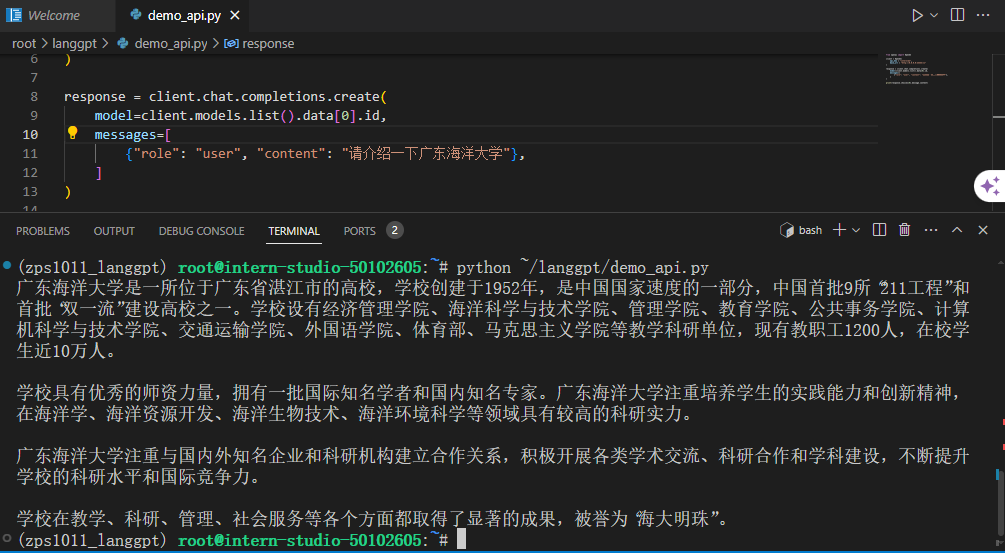 Welcome demo_api.py
root > langgpt > demo_api.py > response
6 )
7
8 response = client.chat.completions.create(
9 model=client.models.list().data[0].id,
10 messages=[
11 {"role": "user", "content": "请介绍一下广东海洋大学"},
12 ]
13 )
14
PROBLEMS OUTPUT DEBUG CONSOLE TERMINAL PORTS 2 bash
(zps1011_langgpt) root@intern-studio-50102605:~# python ~/langgpt/demo_api.py
广东海洋大学是一所位于广东省湛江市的高校，学校创建于1952年，是中国国家速度的一部分，中国首批9所“211工程”和
首批“双一流”建设高校之一。学校设有经济管理学院、海洋科学与技术学院、管理学院、教育学院、公共事务学院、计算
机科学与技术学院、交通运输学院、外国语学院、体育部、马克思主义学院等教学科研单位，现有教职工1200人，在校学
生近10万人。
学校具有优秀的师资力量，拥有一批国际知名学者和国内知名专家。广东海洋大学注重培养学生的实践能力和创新精神，
在海洋学、海洋资源开发、海洋生物技术、海洋环境科学等领域具有较高的科研实力。
广东海洋大学注重与国内外知名企业和科研机构建立合作关系，积极开展各类学术交流、科研合作和学科建设，不断提升
学校的科研水平和国际竞争力。
学校在教学、科研、管理、社会服务等各个方面都取得了显著的成果，被誉为“海大明珠”。
(zps1011_langgpt) root@intern-studio-50102605:~#